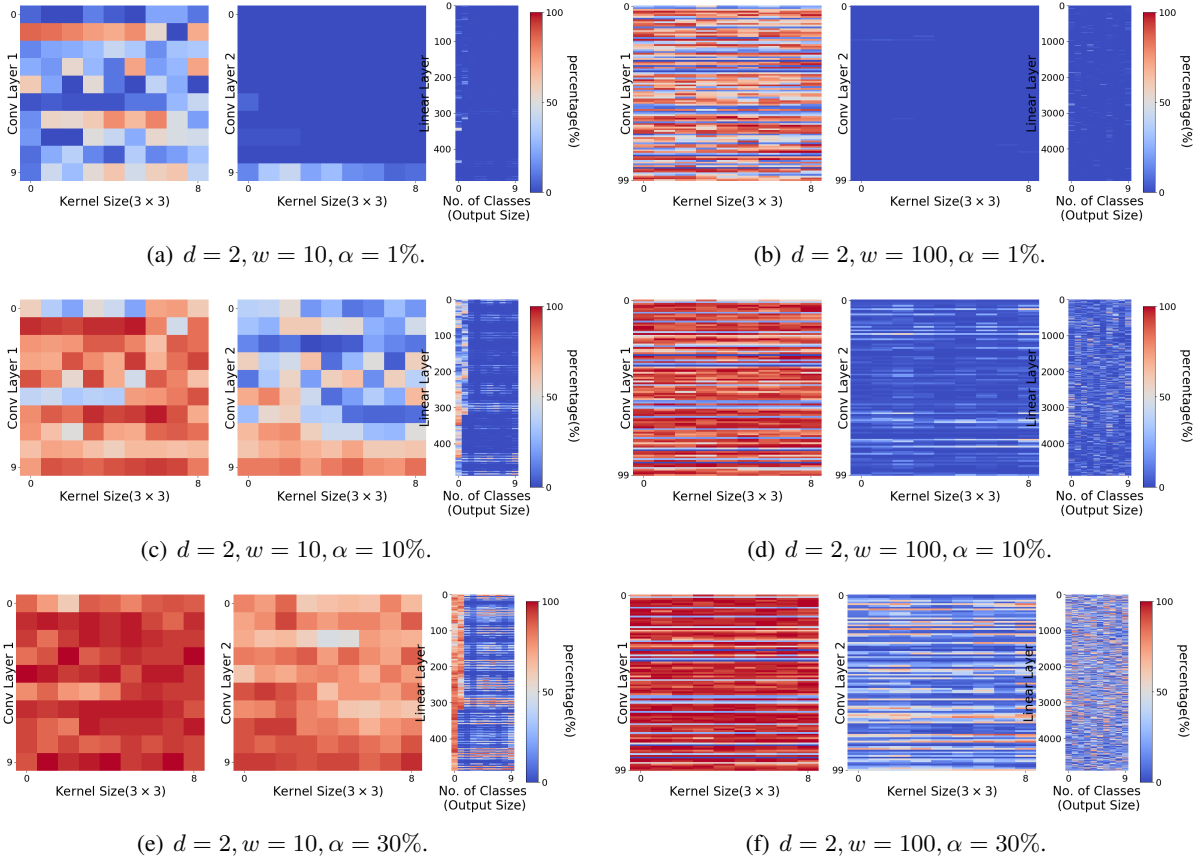 0
9
Conv Layer 1
0 8
Kernel Size(3 × 3)
0
9
Conv Layer 2
0 8
Kernel Size(3 × 3)
0
100
200
300
400
Linear Layer
0 9
No. of Classes
(Output Size)
100
50
0
percentage(%)
(a) d = 2, w = 10, α = 1%.
0
99
Conv Layer 1
0 8
Kernel Size(3 × 3)
0
99
Conv Layer 2
0 8
Kernel Size(3 × 3)
0
1000
2000
3000
4000
Linear Layer
0 9
No. of Classes
(Output Size)
100
50
0
percentage(%)
(b) d = 2, w = 100, α = 1%.
0
9
Conv Layer 1
0 8
Kernel Size(3 × 3)
0
9
Conv Layer 2
0 8
Kernel Size(3 × 3)
0
100
200
300
400
Linear Layer
0 9
No. of Classes
(Output Size)
100
50
0
percentage(%)
(c) d = 2, w = 10, α = 10%.
0
99
Conv Layer 1
0 8
Kernel Size(3 × 3)
0
99
Conv Layer 2
0 8
Kernel Size(3 × 3)
0
1000
2000
3000
4000
Linear Layer
0 9
No. of Classes
(Output Size)
100
50
0
percentage(%)
(d) d = 2, w = 100, α = 10%.
0
9
Conv Layer 1
0 8
Kernel Size(3 × 3)
0
9
Conv Layer 2
0 8
Kernel Size(3 × 3)
0
100
200
300
400
Linear Layer
0 9
No. of Classes
(Output Size)
100
50
0
percentage(%)
(e) d = 2, w = 10, α = 30%.
0
99
Conv Layer 1
0 8
Kernel Size(3 × 3)
0
99
Conv Layer 2
0 8
Kernel Size(3 × 3)
0
1000
2000
3000
4000
Linear Layer
0 9
No. of Classes
(Output Size)
100
50
0
percentage(%)
(f) d = 2, w = 100, α = 30%.